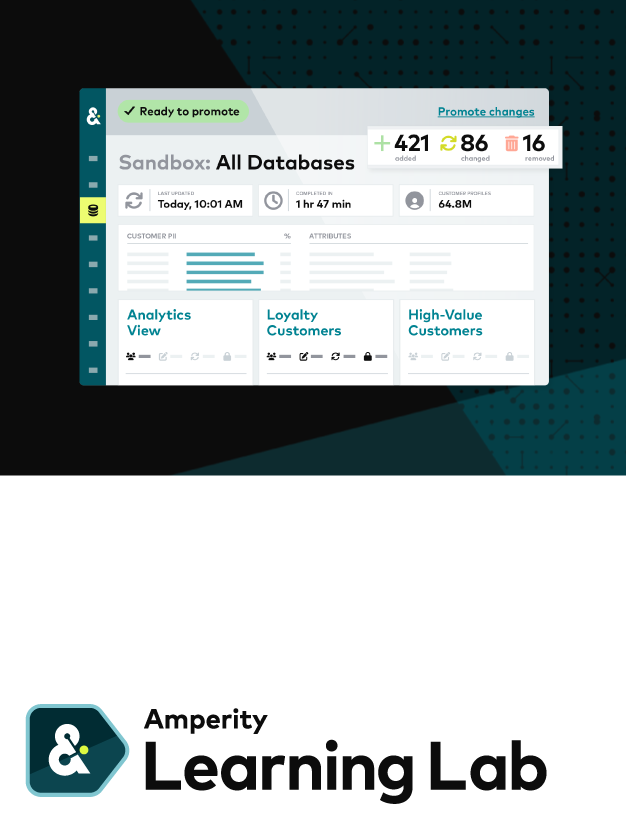 &
Ready to promote
Promote changes
421 added
86 changed
16 removed
Sandbox: All Databases
LAST UPDATED
Today, 10:01 AM
COMPLETED IN
1 hr 47 min
CUSTOMER PROFILES
64.8M
CUSTOMER PII
%
ATTRIBUTES
Analytics
View
Loyalty
Customers
High-Value
Customers
&
Amperity
Learning Lab